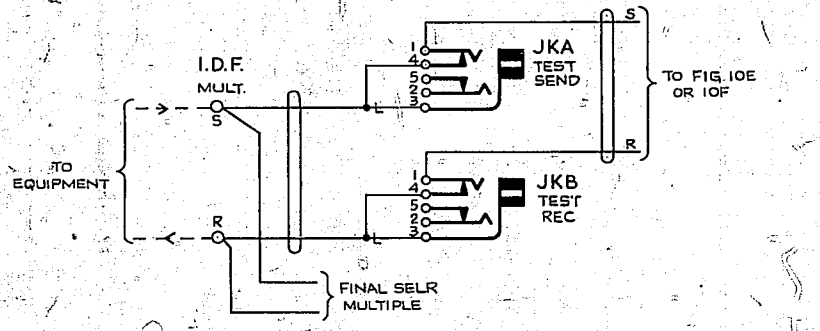 I.D.F.
MULT.
S
R
TO
EQUIPMENT
L
1
4
5
2
3
JKA
TEST
SEND
S
R
TO FIG. 10E
OR 10F
L
1
4
5
2
3
JKB
TEST
REC
FINAL SELR
MULTIPLE